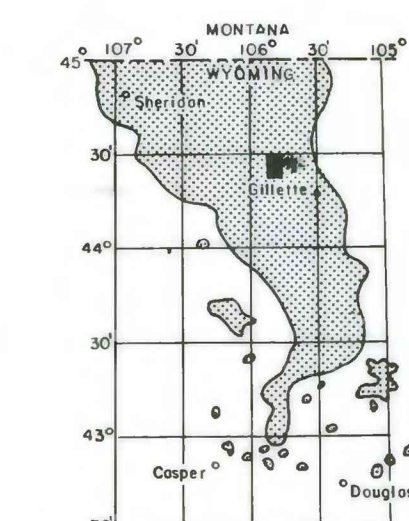 MONTANA
107° 30' 106° 30' 105°
45°
WYOMING
Sheridan
30'
Gillette
44°
30'
43°
Casper
Douglas